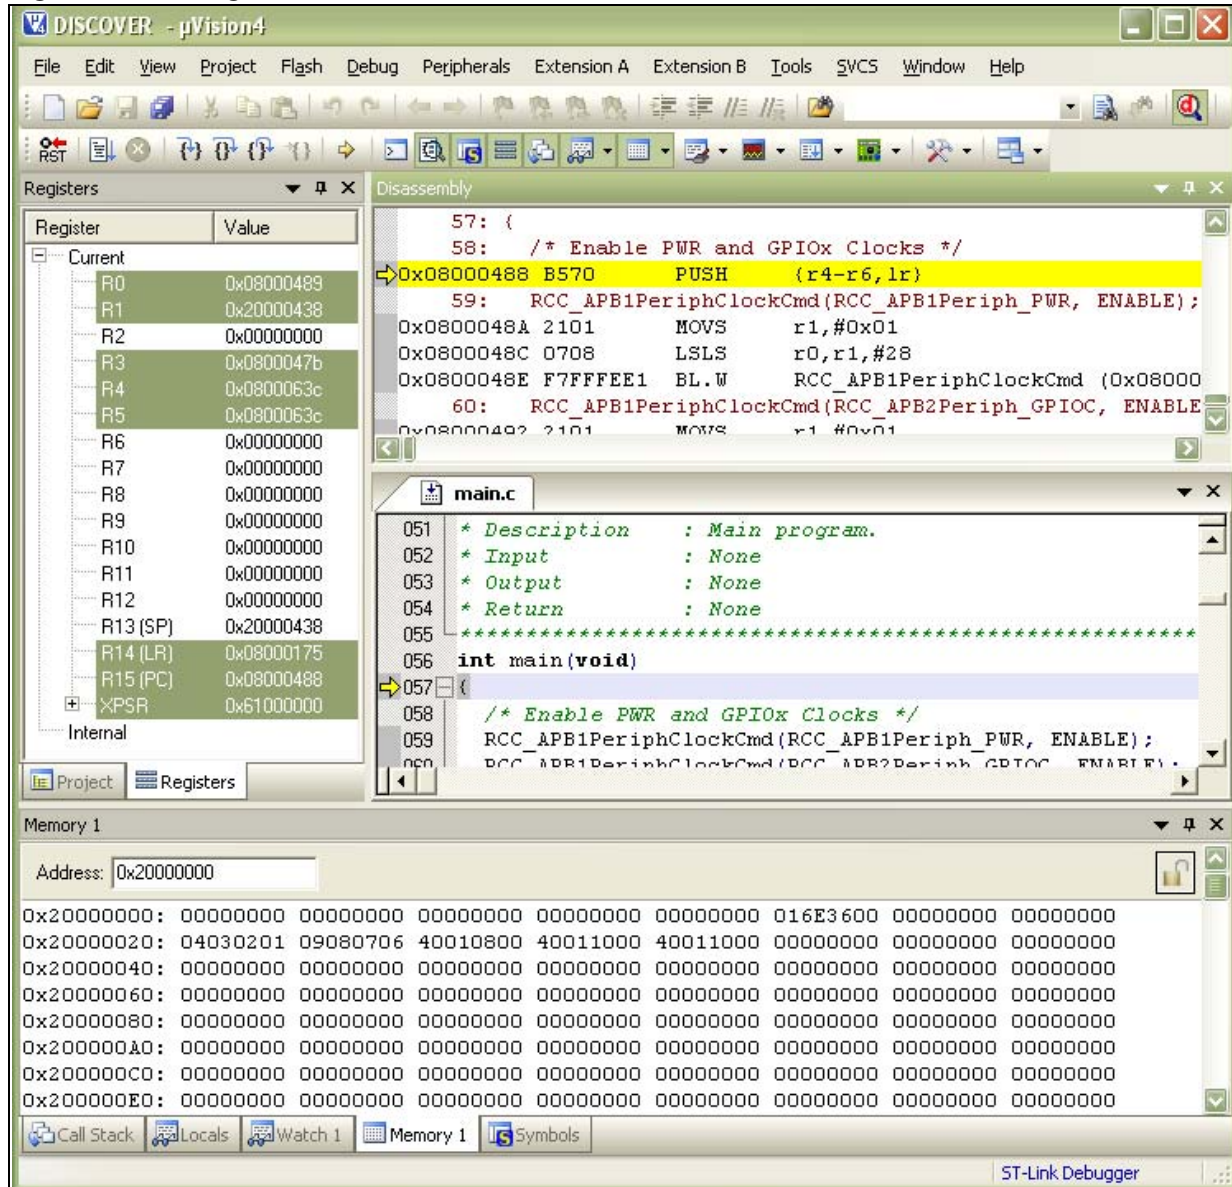 DISCOVER - µVision4
File Edit View Project Flash Debug Peripherals Extension A Extension B Tools SVCS Window Help
RST
Registers
Register Value
Current
R0 0x08000489
R1 0x20000438
R2 0x00000000
R3 0x0800047b
R4 0x0800063c
R5 0x0800063c
R6 0x00000000
R7 0x00000000
R8 0x00000000
R9 0x00000000
R10 0x00000000
R11 0x00000000
R12 0x00000000
R13 (SP) 0x20000438
R14 (LR) 0x08000175
R15 (PC) 0x08000488
XPSR 0x61000000
Internal
Project Registers
Disassembly
57: {
58: /* Enable PWR and GPIOx Clocks */
0x08000488 B570 PUSH {r4-r6,lr}
59: RCC_APB1PeriphClockCmd(RCC_APB1Periph_PWR, ENABLE);
0x0800048A 2101 MOVS r1,#0x01
0x0800048C 0708 LSLS r0,r1,#28
0x0800048E F7FFFEE1 BL.W RCC_APB1PeriphClockCmd (0x08000
60: RCC_APB1PeriphClockCmd(RCC_APB2Periph_GPIOC, ENABLE
0x08000492 2101 MOVS r1,#0x01
main.c
051 * Description : Main program.
052 * Input : None
053 * Output : None
054 * Return : None
055 ********************************************************
056 int main(void)
057 {
058 /* Enable PWR and GPIOx Clocks */
059 RCC_APB1PeriphClockCmd(RCC_APB1Periph_PWR, ENABLE);
060 RCC_APB1PeriphClockCmd(RCC_APB2Periph_GPIOC, ENABLE);
Memory 1
Address: 0x20000000
0x20000000: 00000000 00000000 00000000 00000000 00000000 016E3600 00000000 00000000
0x20000020: 04030201 09080706 40010800 40011000 40011000 00000000 00000000 00000000
0x20000040: 00000000 00000000 00000000 00000000 00000000 00000000 00000000 00000000
0x20000060: 00000000 00000000 00000000 00000000 00000000 00000000 00000000 00000000
0x20000080: 00000000 00000000 00000000 00000000 00000000 00000000 00000000 00000000
0x200000A0: 00000000 00000000 00000000 00000000 00000000 00000000 00000000 00000000
0x200000C0: 00000000 00000000 00000000 00000000 00000000 00000000 00000000 00000000
0x200000E0: 00000000 00000000 00000000 00000000 00000000 00000000 00000000 00000000
Call Stack Locals Watch 1 Memory 1 Symbols
ST-Link Debugger